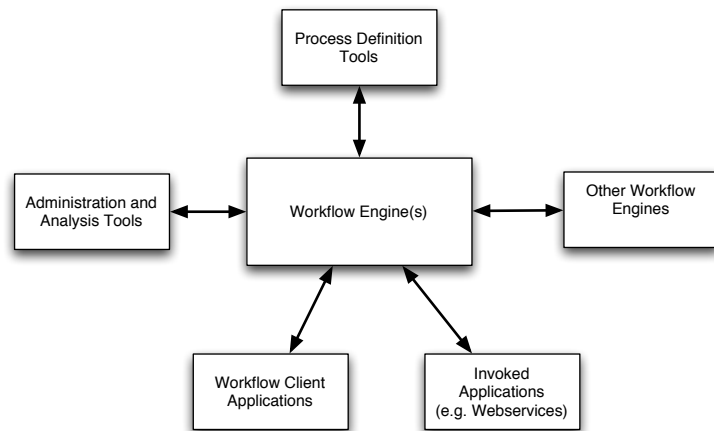 Process Definition
Tools
Administration and
Analysis Tools
Workflow Engine(s)
Other Workflow
Engines
Workflow Client
Applications
Invoked
Applications
(e.g. Webservices)